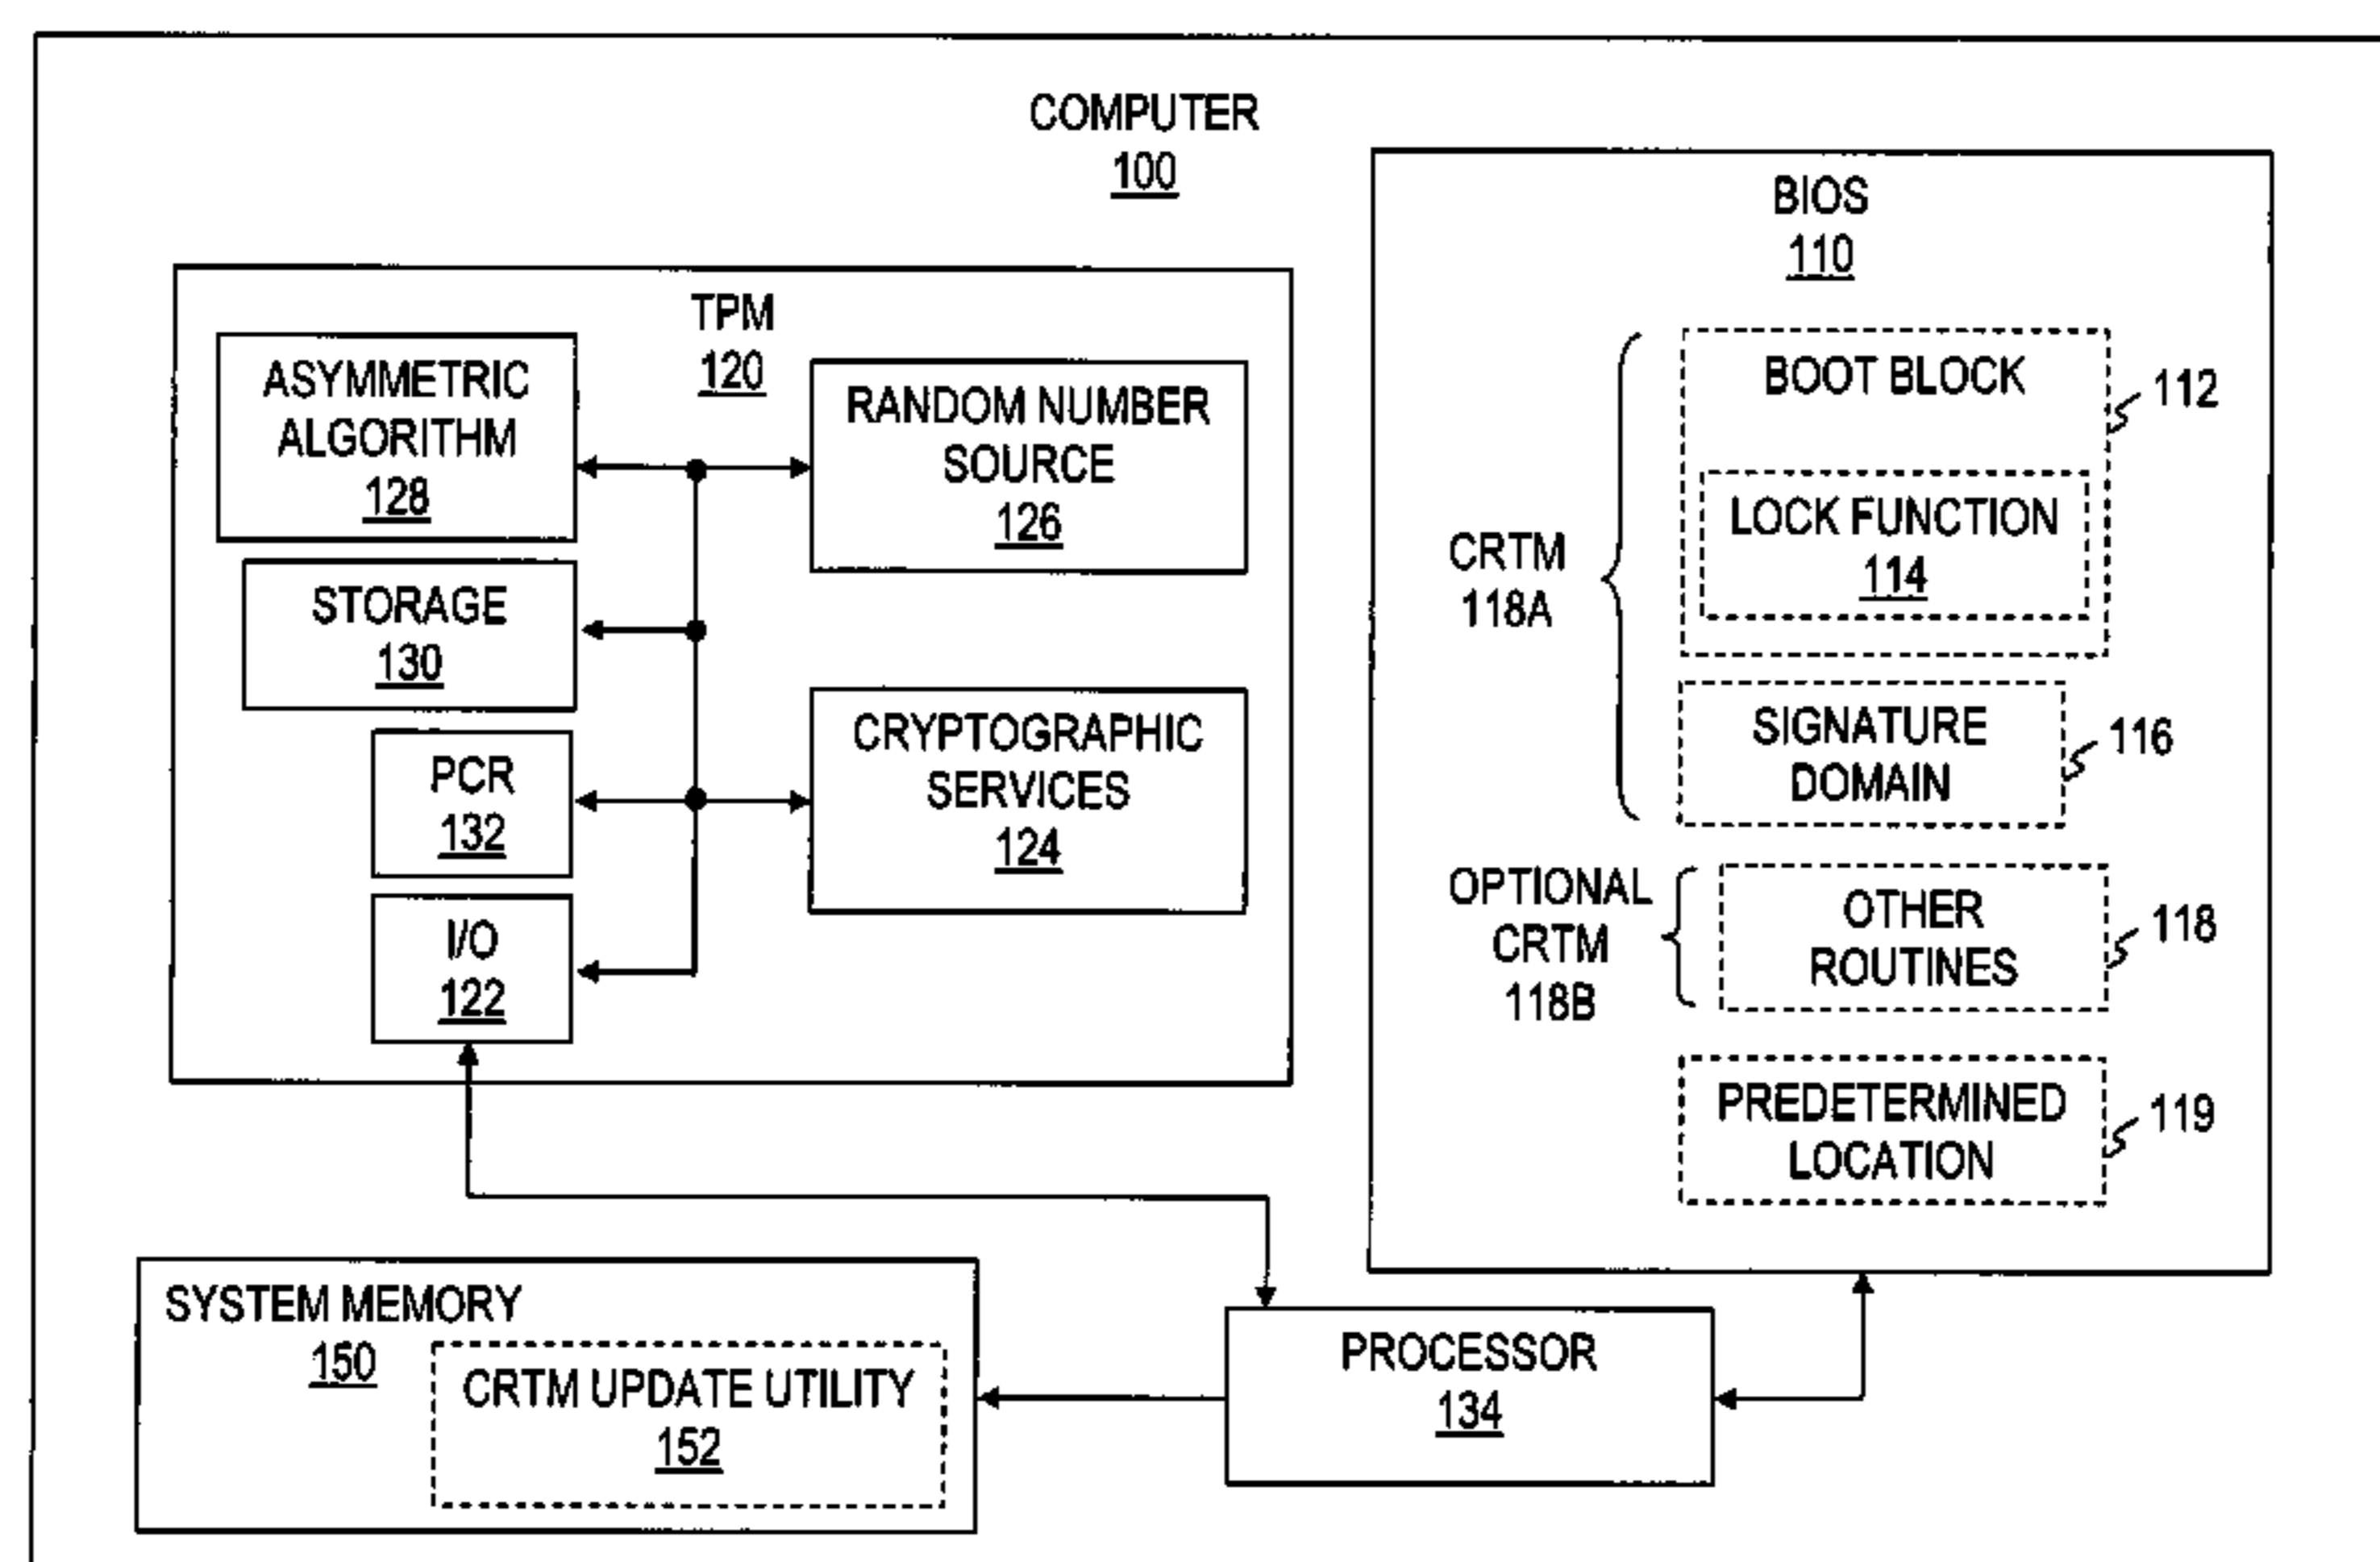 COMPUTER
100
TPM
120
ASYMMETRIC
ALGORITHM
128
RANDOM NUMBER
SOURCE
126
STORAGE
130
PCR
132
CRYPTOGRAPHIC
SERVICES
124
I/O
122
BIOS
110
BOOT BLOCK
112
LOCK FUNCTION
114
CRTM
118A
SIGNATURE
DOMAIN
116
OPTIONAL
CRTM
118B
OTHER
ROUTINES
118
PREDETERMINED
LOCATION
119
SYSTEM MEMORY
150
CRTM UPDATE UTILITY
152
PROCESSOR
134